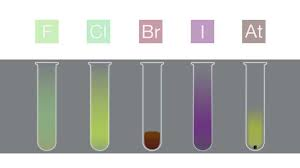 F Cl Br I At